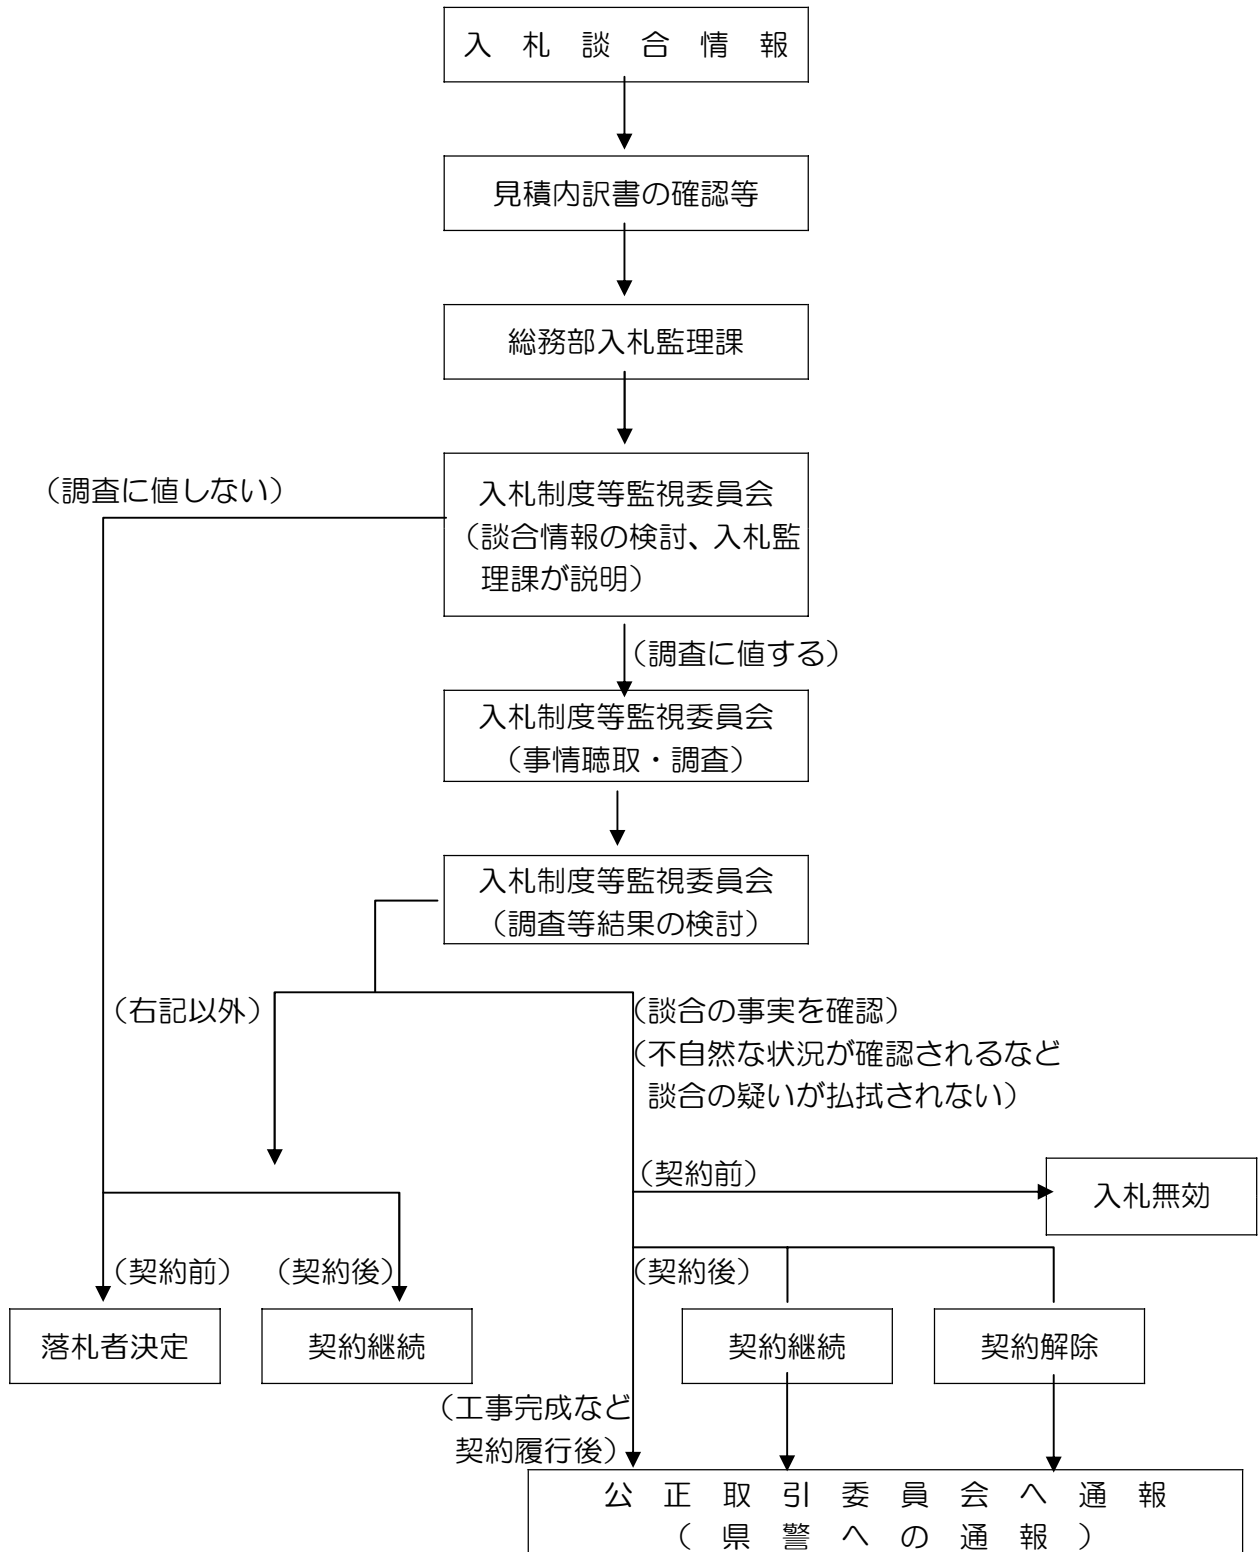 入札談合情報
見積内訳書の確認等
総務部入札監理課
（調査に値しない）
入札制度等監視委員会
（談合情報の検討、入札監
理課が説明）
（調査に値する）
入札制度等監視委員会
（事情聴取・調査）
入札制度等監視委員会
（調査等結果の検討）
（右記以外）
（談合の事実を確認）
（不自然な状況が確認されるなど
談合の疑いが払拭されない）
（契約前）
入札無効
（契約前）
（契約後）
（契約後）
落札者決定
契約継続
契約継続
契約解除
（工事完成など
契約履行後）
公正取引委員会へ通報
（県警への通報）